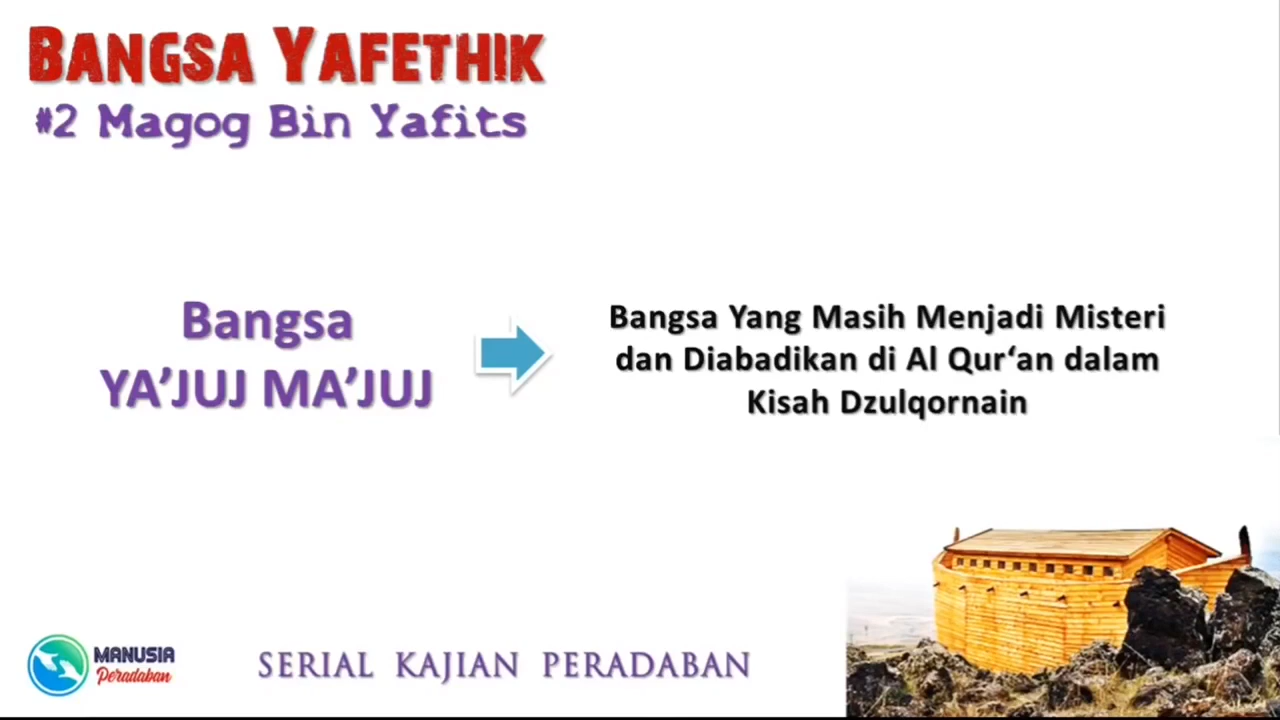 BANGSA YAFETHIK
#2 Magog Bin Yafits
Bangsa
YA’JUJ MA’JUJ
Bangsa Yang Masih Menjadi Misteri
dan Diabadikan di Al Qur‘an dalam
Kisah Dzulqornain
MANUSIA
Peradaban
SERIAL KAJIAN PERADABAN